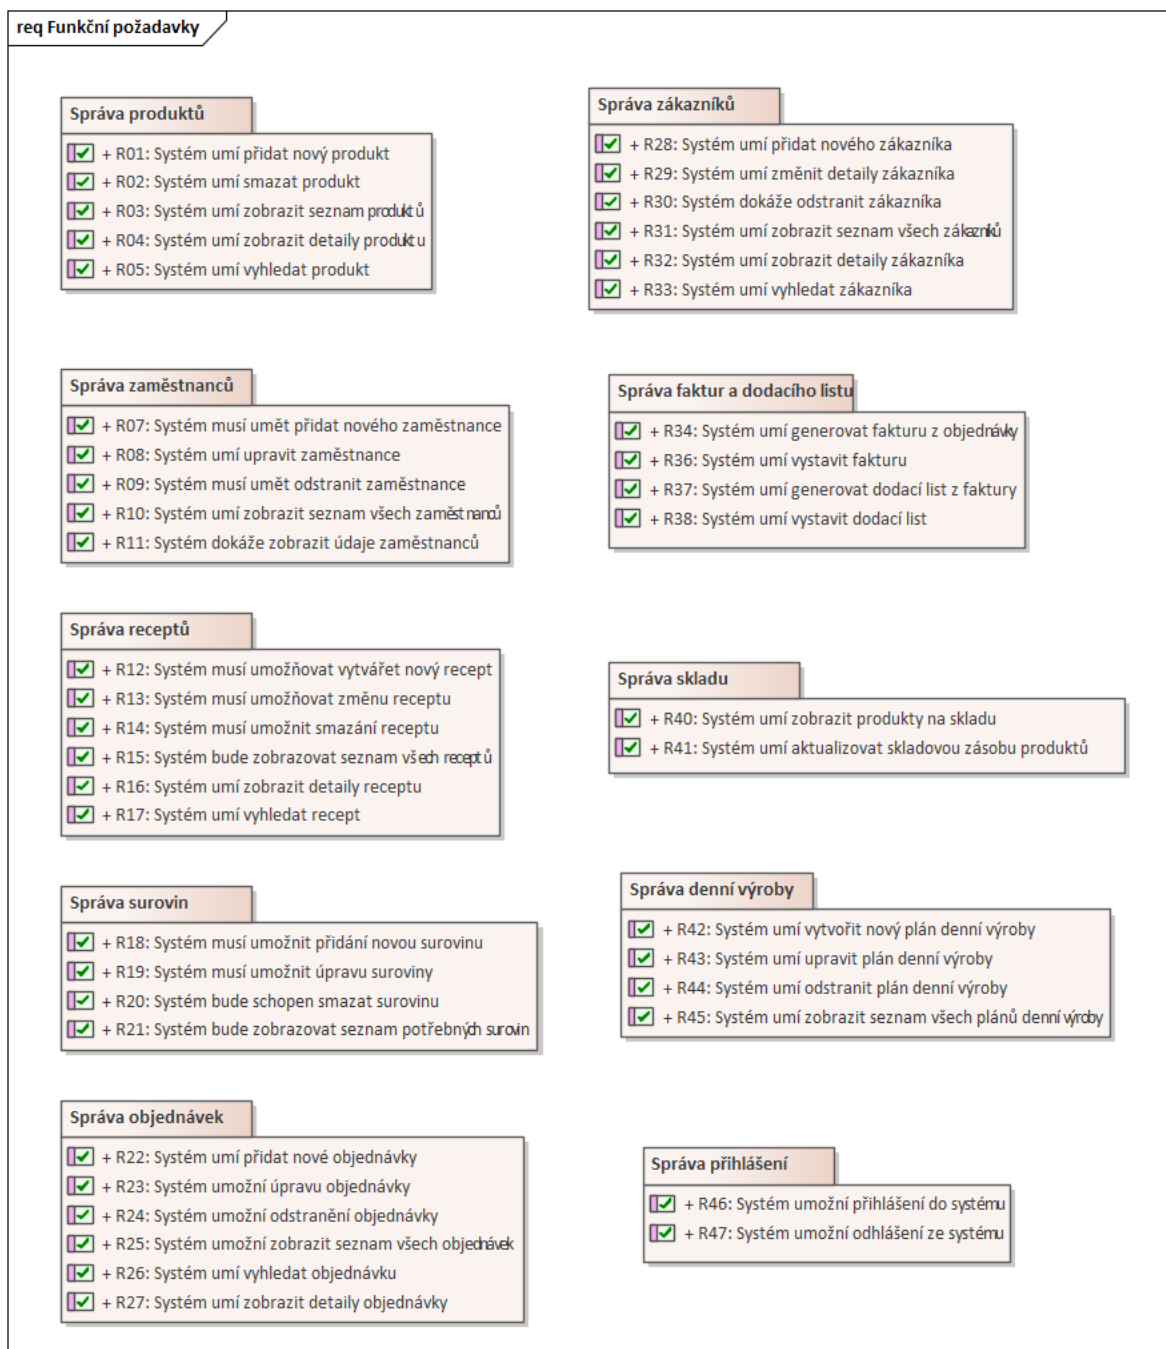 req Funkční požadavky
Správa produktů
+ R01: Systém umí přidat nový produkt
+ R02: Systém umí smazat produkt
+ R03: Systém umí zobrazit seznam produktů
+ R04: Systém umí zobrazit detaily produktu
+ R05: Systém umí vyhledat produkt
Správa zaměstnanců
+ R07: Systém musí umět přidat nového zaměstnance
+ R08: Systém umí upravit zaměstnance
+ R09: Systém musí umět odstranit zaměstnance
+ R10: Systém umí zobrazit seznam všech zaměstnanců
+ R11: Systém dokáže zobrazit údaje zaměstnanců
Správa receptů
+ R12: Systém musí umožňovat vytvářet nový recept
+ R13: Systém musí umožňovat změnu receptu
+ R14: Systém musí umožnit smazání receptu
+ R15: Systém bude zobrazovat seznam všech receptů
+ R16: Systém umí zobrazit detaily receptu
+ R17: Systém umí vyhledat recept
Správa surovin
+ R18: Systém musí umožnit přidání novou surovinu
+ R19: Systém musí umožnit úpravu suroviny
+ R20: Systém bude schopen smazat surovinu
+ R21: Systém bude zobrazovat seznam potřebných surovin
Správa objednávek
+ R22: Systém umí přidat nové objednávky
+ R23: Systém umožní úpravu objednávky
+ R24: Systém umožní odstranění objednávky
+ R25: Systém umožní zobrazit seznam všech objednávek
+ R26: Systém umí vyhledat objednávku
+ R27: Systém umí zobrazit detaily objednávky
Správa zákazníků
+ R28: Systém umí přidat nového zákazníka
+ R29: Systém umí změnit detaily zákazníka
+ R30: Systém dokáže odstranit zákazníka
+ R31: Systém umí zobrazit seznam všech zákazníků
+ R32: Systém umí zobrazit detaily zákazníka
+ R33: Systém umí vyhledat zákazníka
Správa faktur a dodacího listu
+ R34: Systém umí generovat fakturu z objednávky
+ R36: Systém umí vystavit fakturu
+ R37: Systém umí generovat dodací list z faktury
+ R38: Systém umí vystavit dodací list
Správa skladu
+ R40: Systém umí zobrazit produkty na skladu
+ R41: Systém umí aktualizovat skladovou zásobu produktů
Správa denní výroby
+ R42: Systém umí vytvořit nový plán denní výroby
+ R43: Systém umí upravit plán denní výroby
+ R44: Systém umí odstranit plán denní výroby
+ R45: Systém umí zobrazit seznam všech plánů denní výroby
Správa přihlášení
+ R46: Systém umožní přihlášení do systému
+ R47: Systém umožní odhlášení ze systému